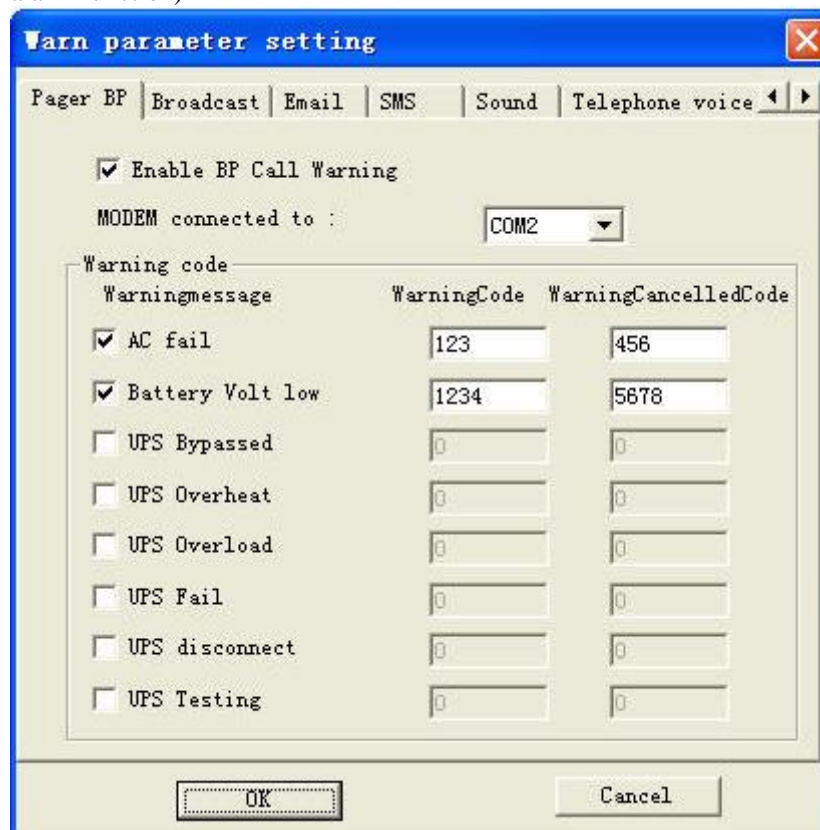 Warn parameter setting
Pager BP Broadcast Email SMS Sound Telephone voice
Enable BP Call Warning
MODEM connected to : COM2
Warning code
Warningmessage WarningCode WarningCancelledCode
AC fail 123 456
Battery Volt low 1234 5678
UPS Bypassed 0 0
UPS Overheat 0 0
UPS Overload 0 0
UPS Fail 0 0
UPS disconnect 0 0
UPS Testing 0 0
OK Cancel